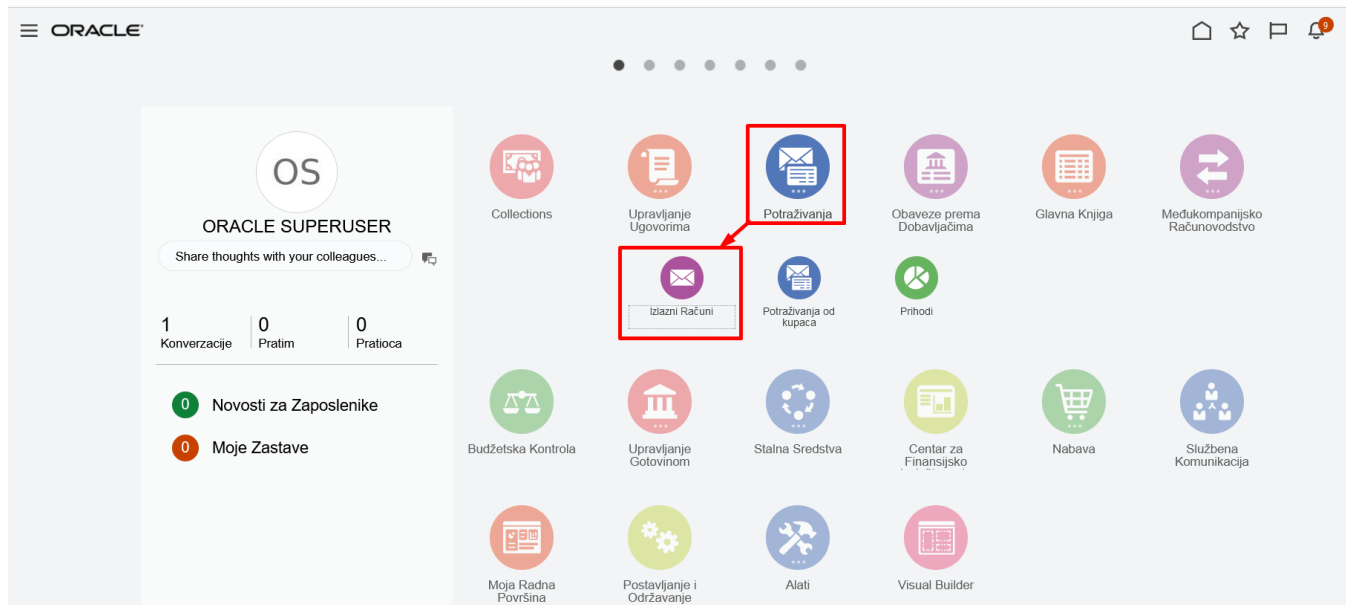 ORACLE
9
OS
ORACLE SUPERUSER
Share thoughts with your colleagues...
1
Konverzacije
0
Pratim
0
Pratioca
0 Novosti za Zaposlenike
0 Moje Zastave
Collections
Upravljanje
Ugovorima
Potraživanja
Obaveze prema
Dobavljačima
Glavna Knjiga
Međukompanijsko
Računovodstvo
Izlazni Računi
Potraživanja od
kupaca
Prihodi
Budžetska Kontrola
Upravljanje
Gotovinom
Stalna Sredstva
Centar za
Finansijsko
Nabava
Službena
Komunikacija
Moja Radna
Površina
Postavljanje i
Održavanje
Alati
Visual Builder